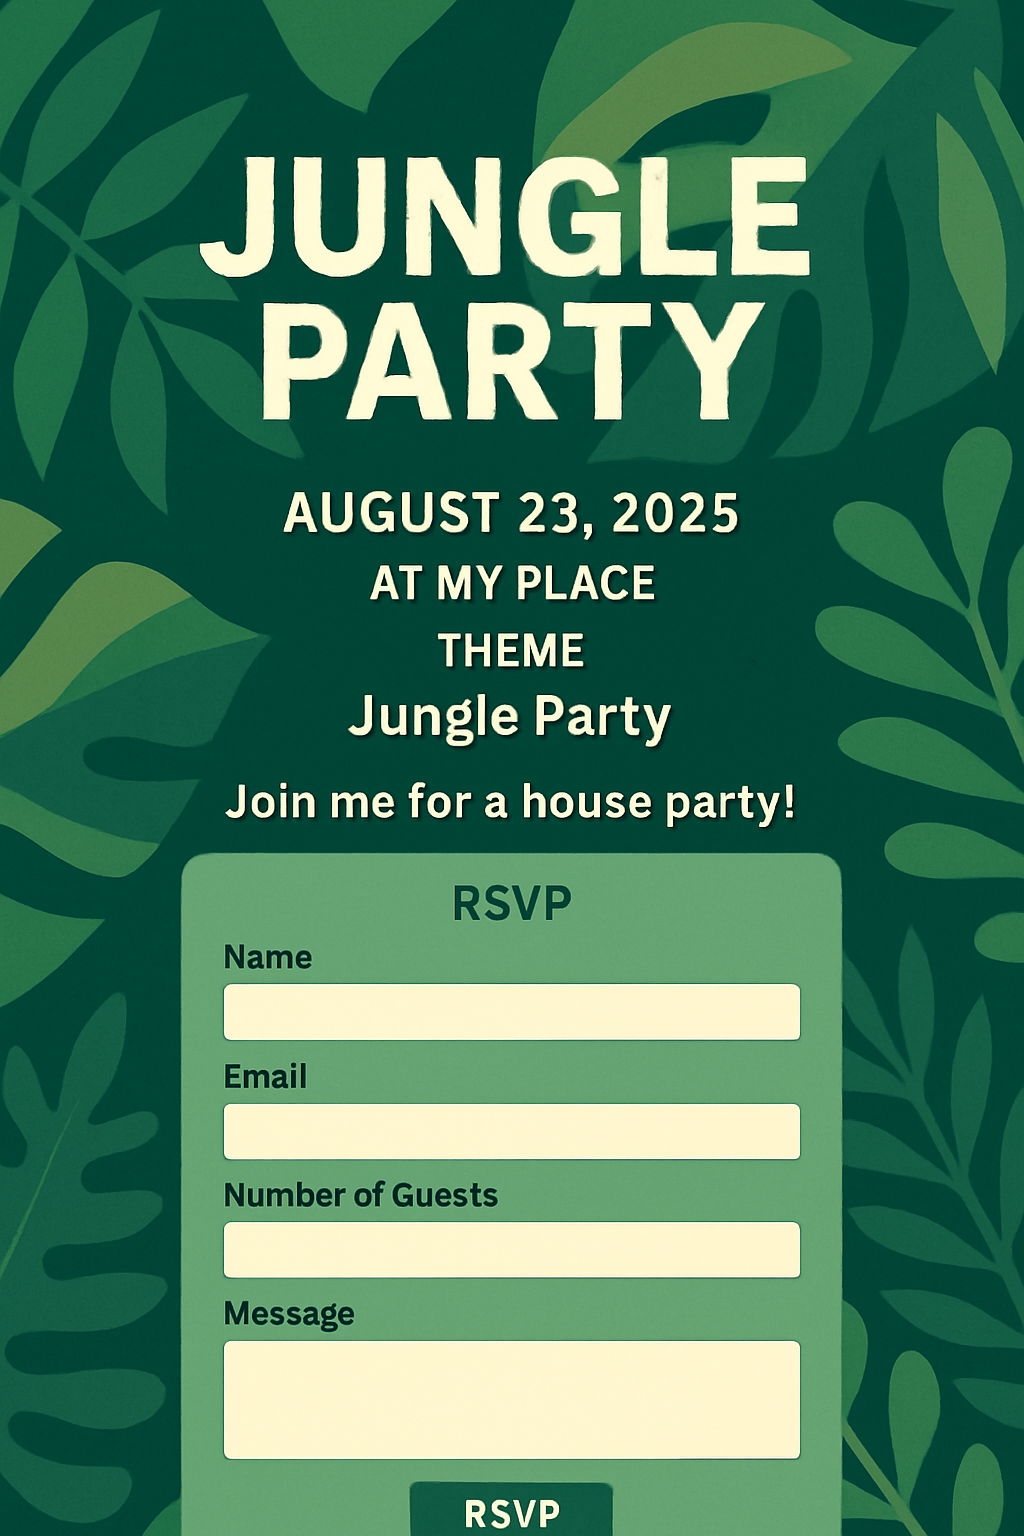 JUNGLE
PARTY
AUGUST 23, 2025
AT MY PLACE
THEME
Jungle Party
Join me for a house party!
RSVP
Name
Email
Number of Guests
Message
RSVP